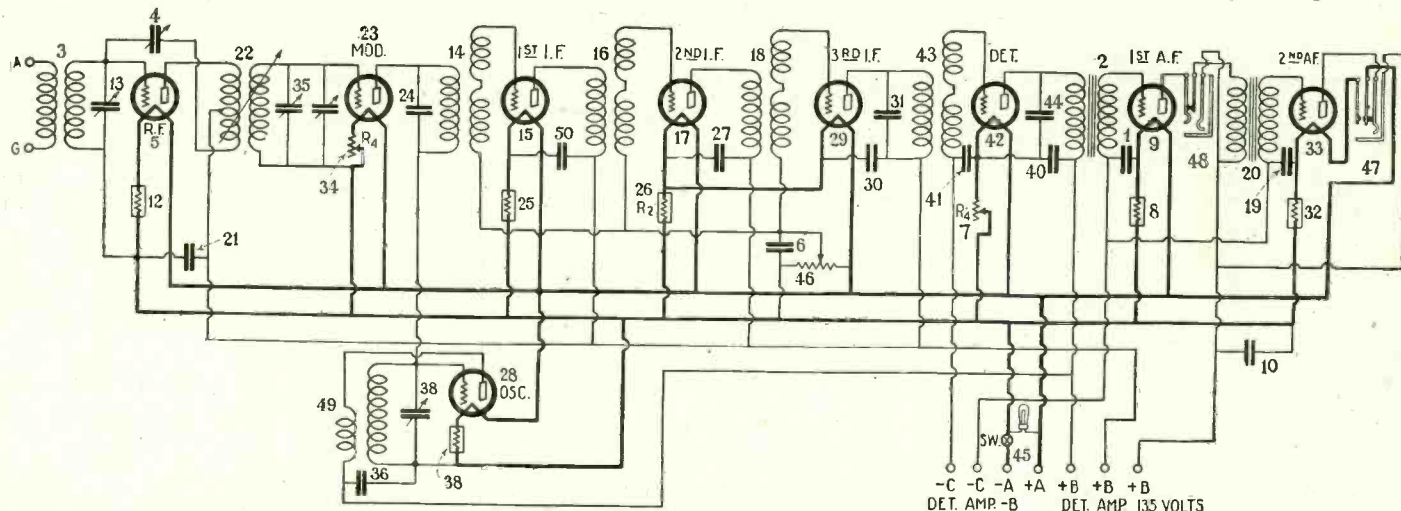 4
3
22
23
MOD.
14
1ST I.F.
16
2ND I.F.
18
3RD I.F.
43
DET.
2
1ST A.F.
2ND A.F.
A
13
35
24
31
44
R4
R.F.
5
15
50
17
27
29
42
1
9
48
20
33
47
G
34
30
41
40
12
25
26
R2
R4
7
8
19
32
21
6
46
10
28
OSC.
38
49
SW.
45
36
38
-C -C -A +A +B +B +B
DET. AMP. -B DET. AMP. 135 VOLTS